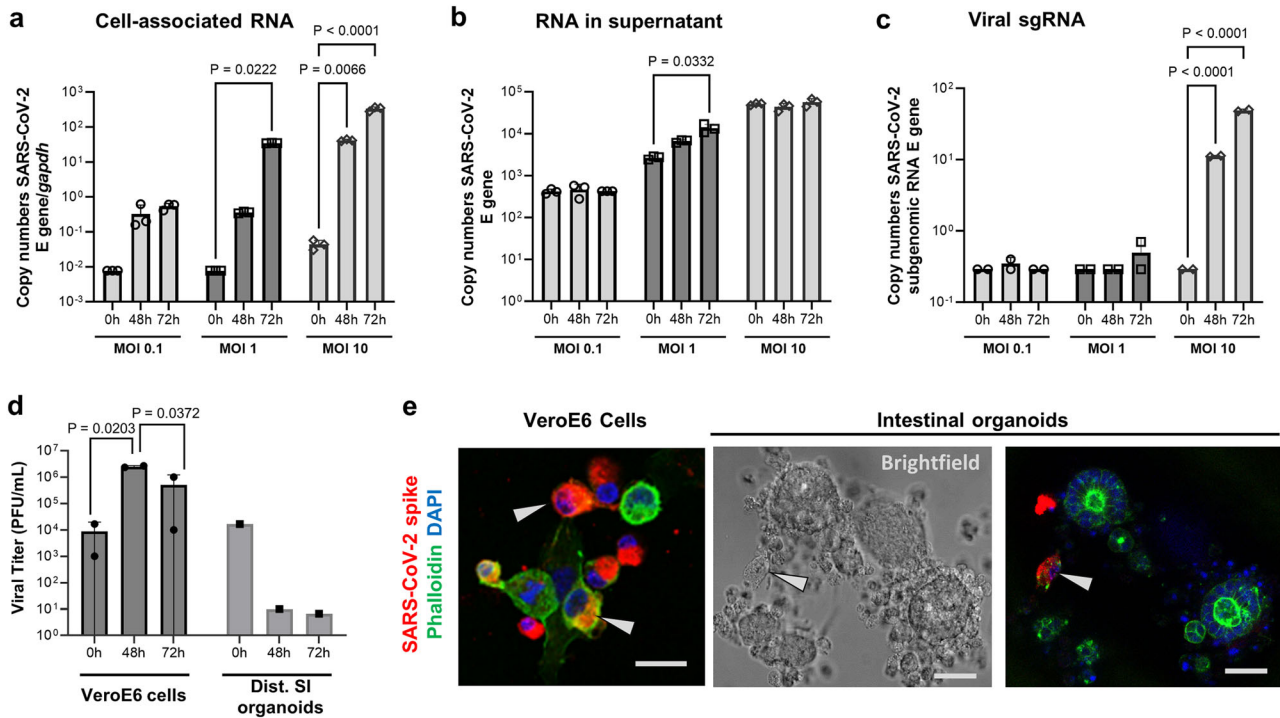 a
Cell-associated RNA
P < 0.0001
P = 0.0222
P = 0.0066
Copy numbers SARS-CoV-2
E gene/gapdh
10³
10²
10¹
10⁰
10⁻¹
10⁻²
10⁻³
0h 48h 72h 0h 48h 72h 0h 48h 72h
MOI 0.1 MOI 1 MOI 10
b
RNA in supernatant
P = 0.0332
Copy numbers SARS-CoV-2
E gene
10⁵
10⁴
10³
10²
10¹
10⁰
0h 48h 72h 0h 48h 72h 0h 48h 72h
MOI 0.1 MOI 1 MOI 10
c
Viral sgRNA
P < 0.0001
P < 0.0001
Copy numbers SARS-CoV-2
subgenomic RNA E gene
10²
10¹
10⁰
10⁻¹
0h 48h 72h 0h 48h 72h 0h 48h 72h
MOI 0.1 MOI 1 MOI 10
d
P = 0.0372
P = 0.0203
Viral Titer (PFU/mL)
10⁷
10⁶
10⁵
10⁴
10³
10²
10¹
10⁰
0h 48h 72h 0h 48h 72h
VeroE6 cells
Dist. SI
organoids
e
VeroE6 Cells
Intestinal organoids
SARS-CoV-2 spike
Phalloidin DAPI
Brightfield